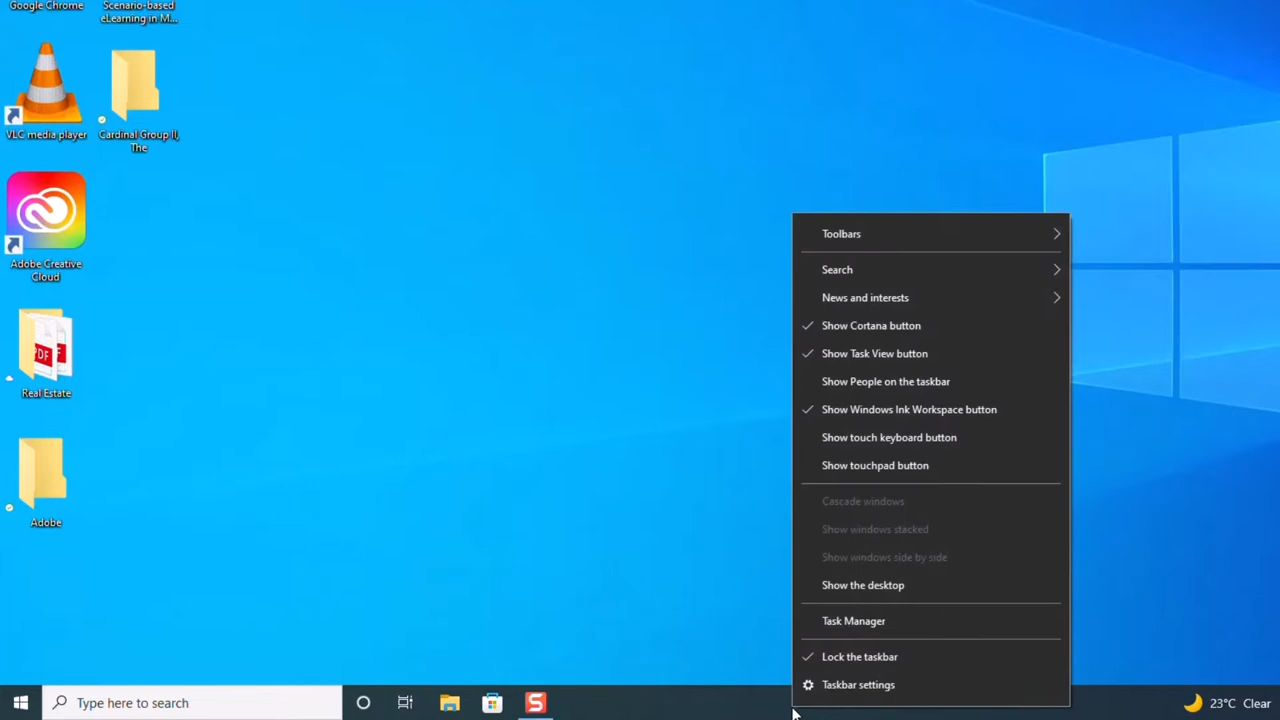 Google Chrome
Scenario-based
eLearning in M...
VLC media player
Cardinal Group II,
The
Adobe Creative
Cloud
PDF
Real Estate
Adobe
Toolbars
Search
News and interests
Show Cortana button
Show Task View button
Show People on the taskbar
Show Windows Ink Workspace button
Show touch keyboard button
Show touchpad button
Cascade windows
Show windows stacked
Show windows side by side
Show the desktop
Task Manager
Lock the taskbar
Taskbar settings
Type here to search
S
23°C Clear